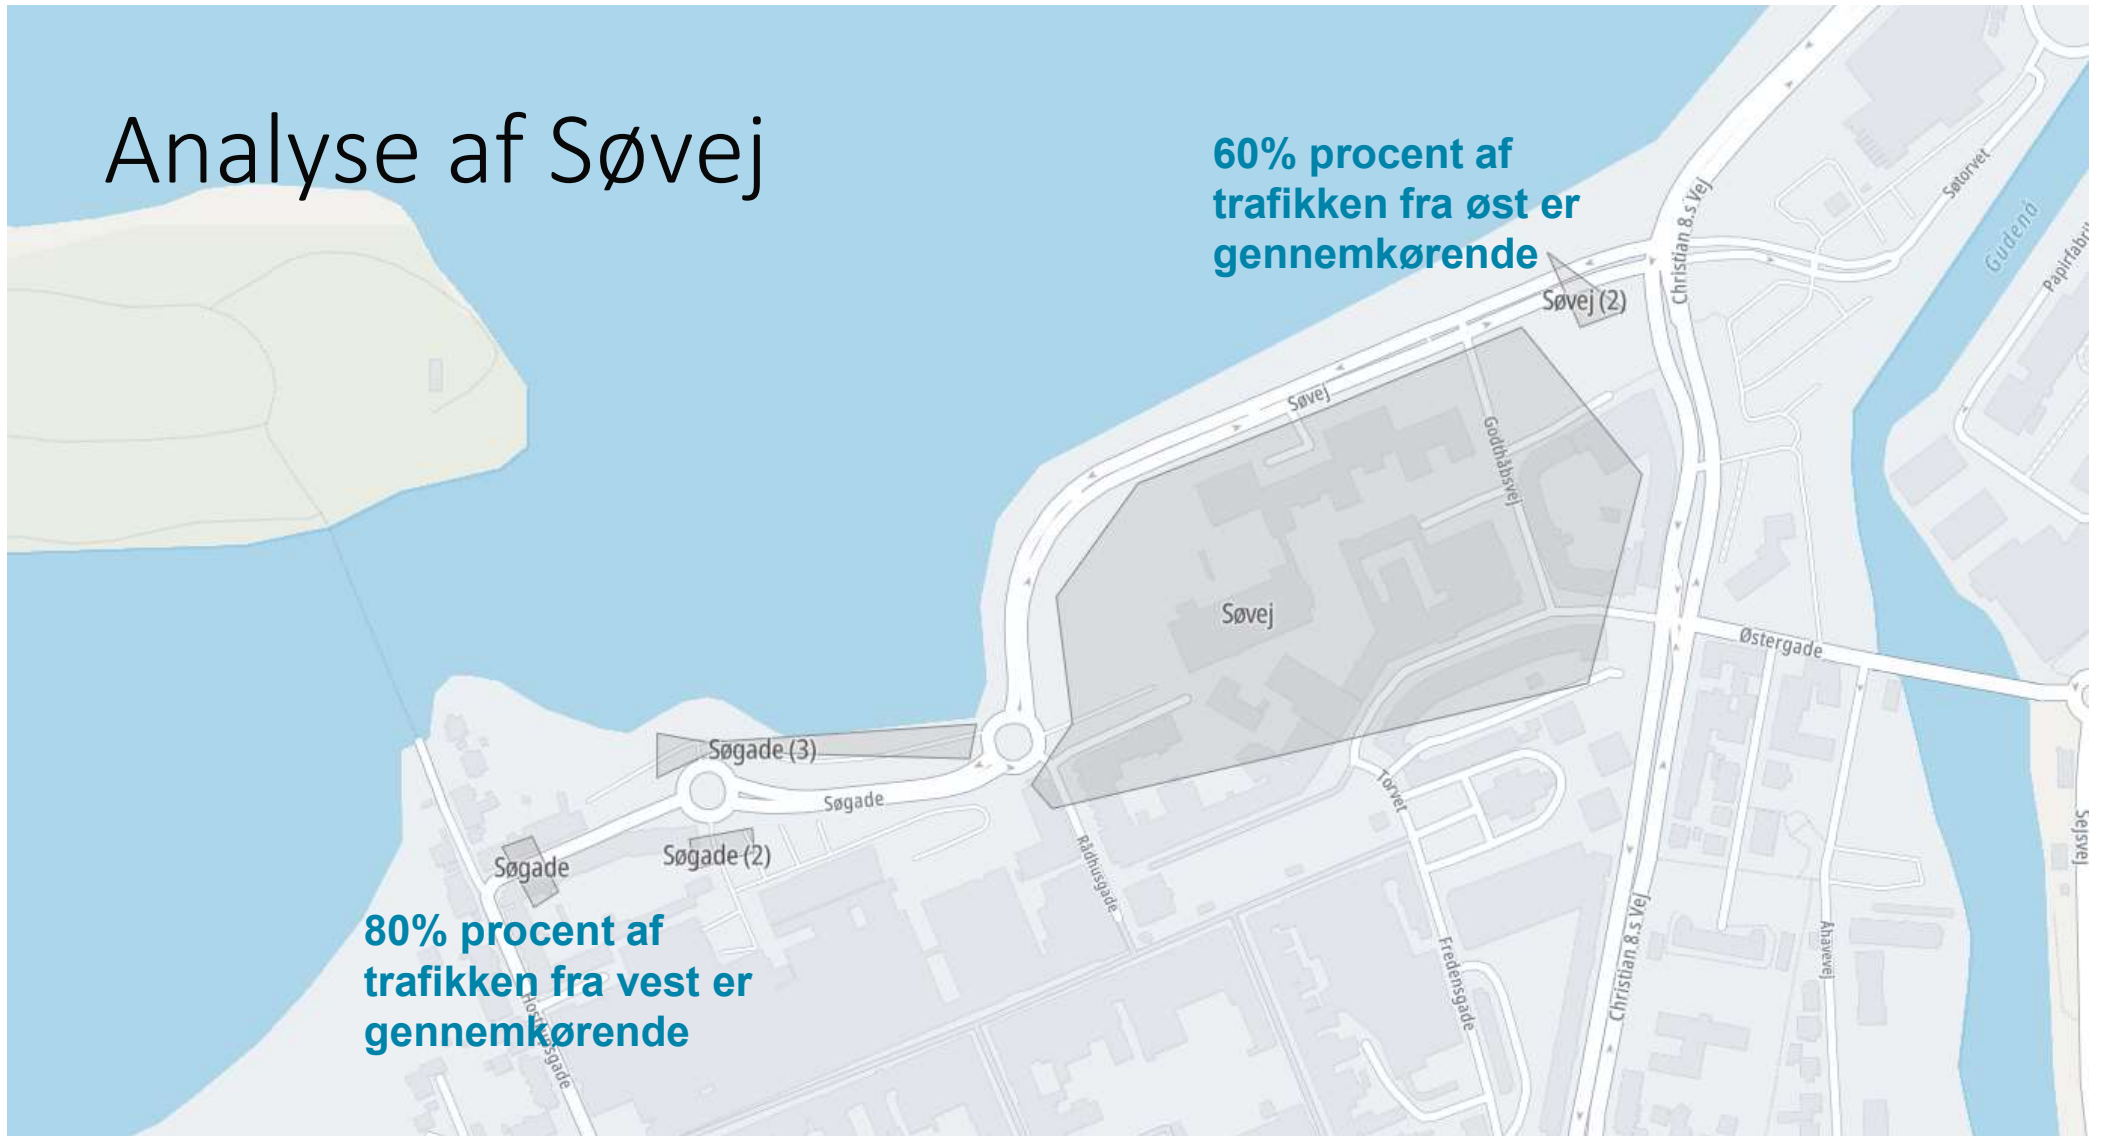 Analyse af Søvej
60% procent af
trafikken fra øst er
gennemkørende
Søtorvet
Gudenå
Christian 8.s Vej
Søvej (2)
Søvej
Godthåbsvej
Søvej
Østergade
Søgade (3)
Søgade
Søgade (2)
Søgade
Torvet
Rådhusgade
Sejsvej
Christian 8.s Vej
Åhavevej
Fredensgade
80% procent af
trafikken fra vest er
gennemkørende